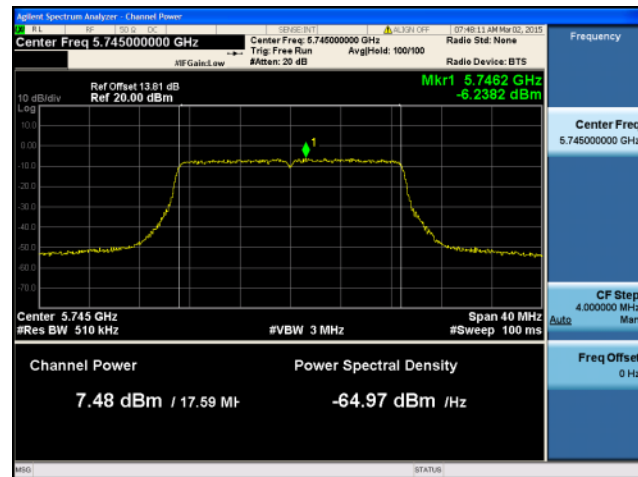 Agilent Spectrum Analyzer - Channel Power
RL RF 50 Ω DC SENSE:INT ALIGN OFF 07:48:11 AM Mar 02, 2015
Center Freq 5.745000000 GHz
Center Freq: 5.745000000 GHz
Radio Std: None
Trig: Free Run Avg|Hold: 100/100
#IFGain:Low
#Atten: 20 dB
Radio Device: BTS
Ref Offset 13.81 dB
10 dB/div Ref 20.00 dBm
Mkr1 5.7462 GHz
-6.2382 dBm
Log
10.0
0.00
-10.0
-20.0
-30.0
-40.0
-50.0
-60.0
-70.0
1
Center 5.745 GHz
Span 40 MHz
#Res BW 510 kHz
#VBW 3 MHz
#Sweep 100 ms
Channel Power
Power Spectral Density
7.48 dBm / 17.59 MH
-64.97 dBm /Hz
MSG
STATUS
Frequency
Center Freq
5.745000000 GHz
CF Step
4.000000 MHz
Auto Man
Freq Offset
0 Hz